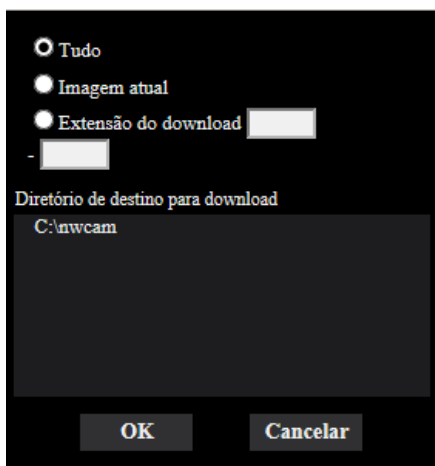 Tudo
Imagem atual
Extensão do download
-
Diretório de destino para download
C:\nwcam
OK Cancelar